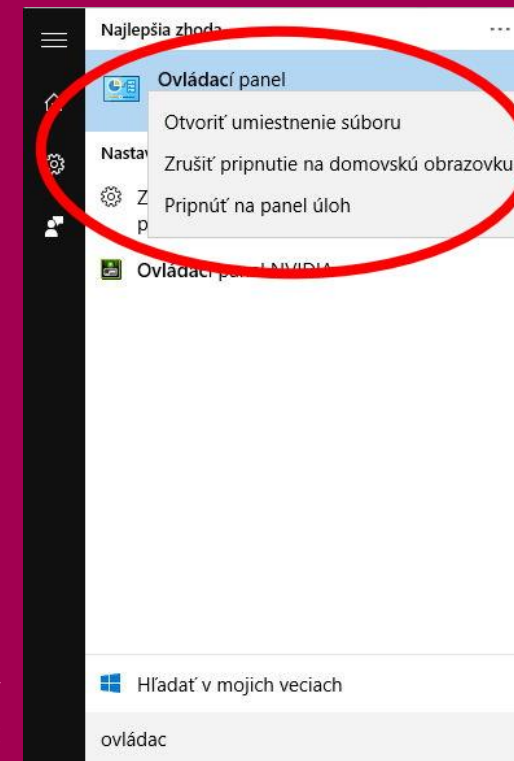 Najlepšia zhoda
Ovládací panel
Otvoriť umiestnenie súboru
Zrušiť pripnutie na domovskú obrazovku
Pripnúť na panel úloh
Ovládací panel NVIDIA
Hľadať v mojich veciach
ovládac